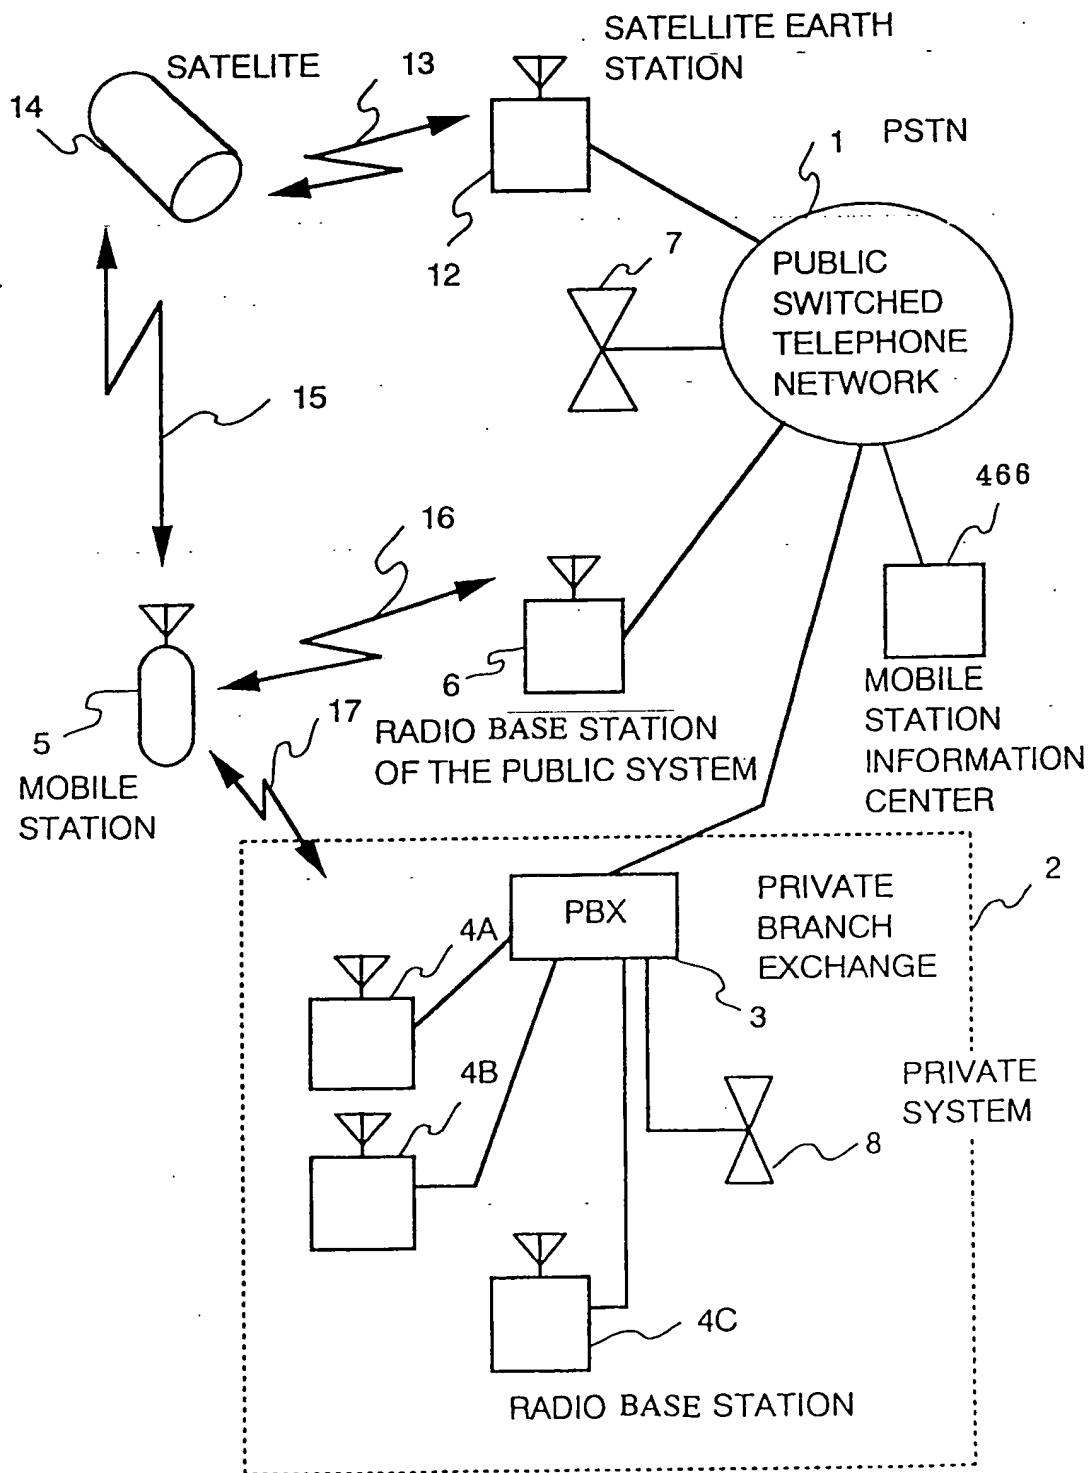 SATELLITE EARTH
STATION
SATELITE
13
14
1
PSTN
12
7
PUBLIC
SWITCHED
TELEPHONE
NETWORK
15
466
16
6
5
17
MOBILE
STATION
RADIO BASE STATION
OF THE PUBLIC SYSTEM
MOBILE
STATION
INFORMATION
CENTER
2
PBX
PRIVATE
BRANCH
EXCHANGE
4A
3
4B
PRIVATE
SYSTEM
8
4C
RADIO BASE STATION